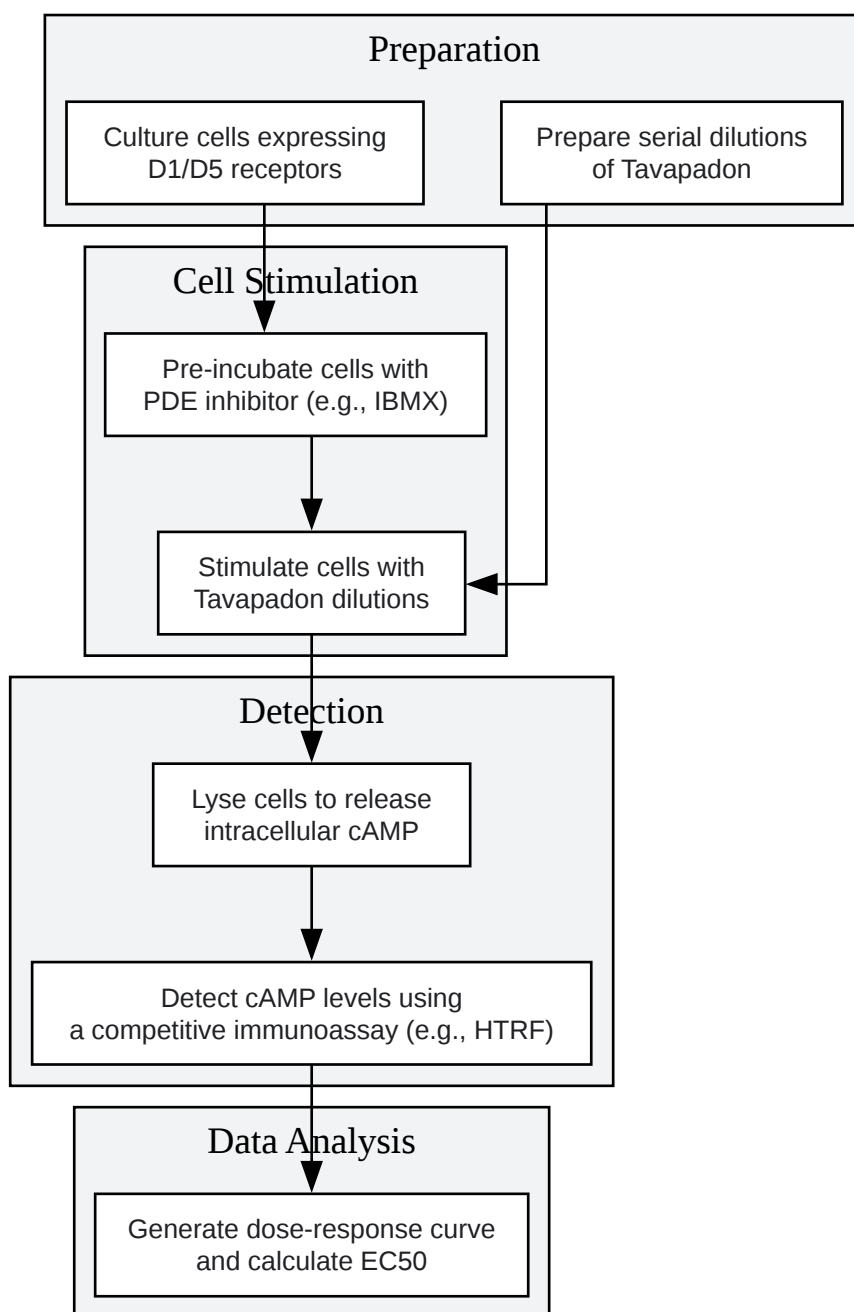 Preparation
Culture cells expressing
D1/D5 receptors
Prepare serial dilutions
of Tavapadon
Cell Stimulation
Pre-incubate cells with
PDE inhibitor (e.g., IBMX)
Stimulate cells with
Tavapadon dilutions
Detection
Lyse cells to release
intracellular cAMP
Detect cAMP levels using
a competitive immunoassay (e.g., HTRF)
Data Analysis
Generate dose-response curve
and calculate EC50